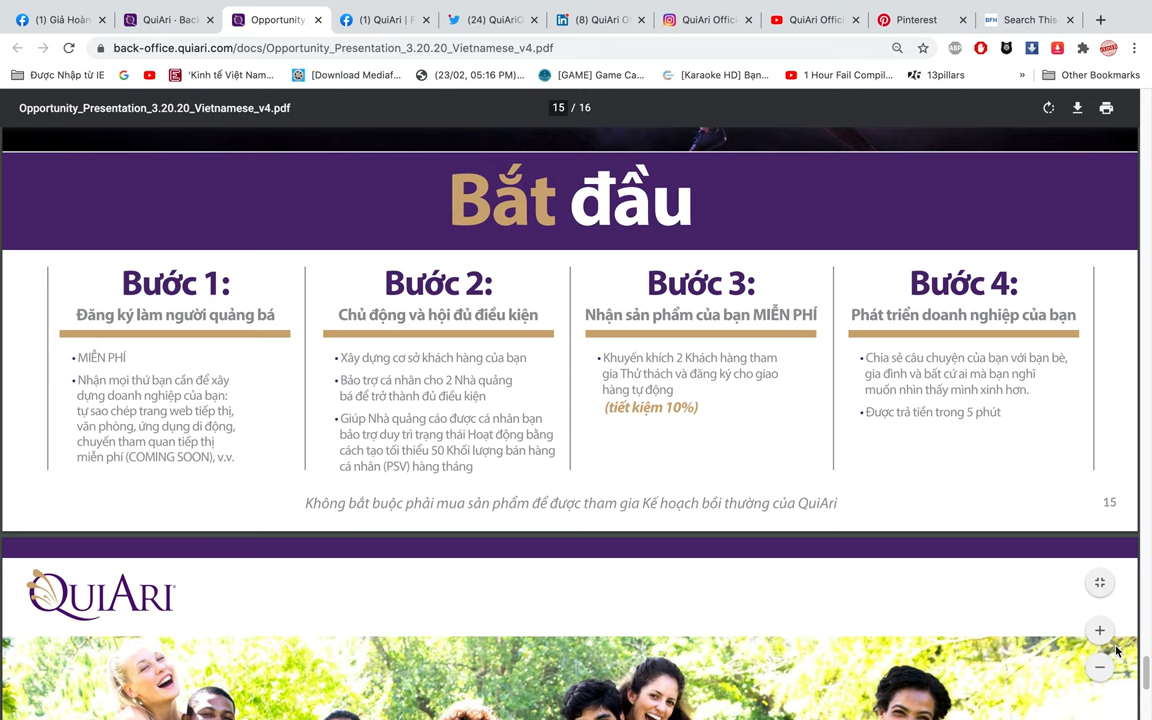 (1) Giả Hoàn
QuiAri - Back
Opportunity
(1) QuiAri | F
(24) QuiAriO
(8) QuiAri O
QuiAri Offic
QuiAri Offic
Pinterest
Search This
back-office.quiari.com/docs/Opportunity_Presentation_3.20.20_Vietnamese_v4.pdf
Được Nhập từ IE
'Kinh tế Việt Nam...
[Download Mediaf...
(23/02, 05:16 PM)...
[GAME] Game Ca...
[Karaoke HD] Bạn...
1 Hour Fail Compil...
13pillars
»
Other Bookmarks
Opportunity_Presentation_3.20.20_Vietnamese_v4.pdf
15 / 16
Bắt đầu
Bước 1:
Đăng ký làm người quảng bá
• MIỄN PHÍ
• Nhận mọi thứ bạn cần để xây
dựng doanh nghiệp của bạn:
tự sao chép trang web tiếp thị,
văn phòng, ứng dụng di động,
chuyến tham quan tiếp thị
miễn phí (COMING SOON), v.v.
Bước 2:
Chủ động và hội đủ điều kiện
• Xây dựng cơ sở khách hàng của bạn
• Bảo trợ cá nhân cho 2 Nhà quảng
bá để trở thành đủ điều kiện
• Giúp Nhà quảng cáo được cá nhân bạn
bảo trợ duy trì trạng thái Hoạt động bằng
cách tạo tối thiểu 50 Khối lượng bán hàng
cá nhân (PSV) hàng tháng
Bước 3:
Nhận sản phẩm của bạn MIỄN PHÍ
• Khuyến khích 2 Khách hàng tham
gia Thử thách và đăng ký cho giao
hàng tự động
(tiết kiệm 10%)
Bước 4:
Phát triển doanh nghiệp của bạn
• Chia sẻ câu chuyện của bạn với bạn bè,
gia đình và bất cứ ai mà bạn nghĩ
muốn nhìn thấy mình xinh hơn.
• Được trả tiền trong 5 phút
Không bắt buộc phải mua sản phẩm để được tham gia Kế hoạch bồi thường của QuiAri
15
QuiAri